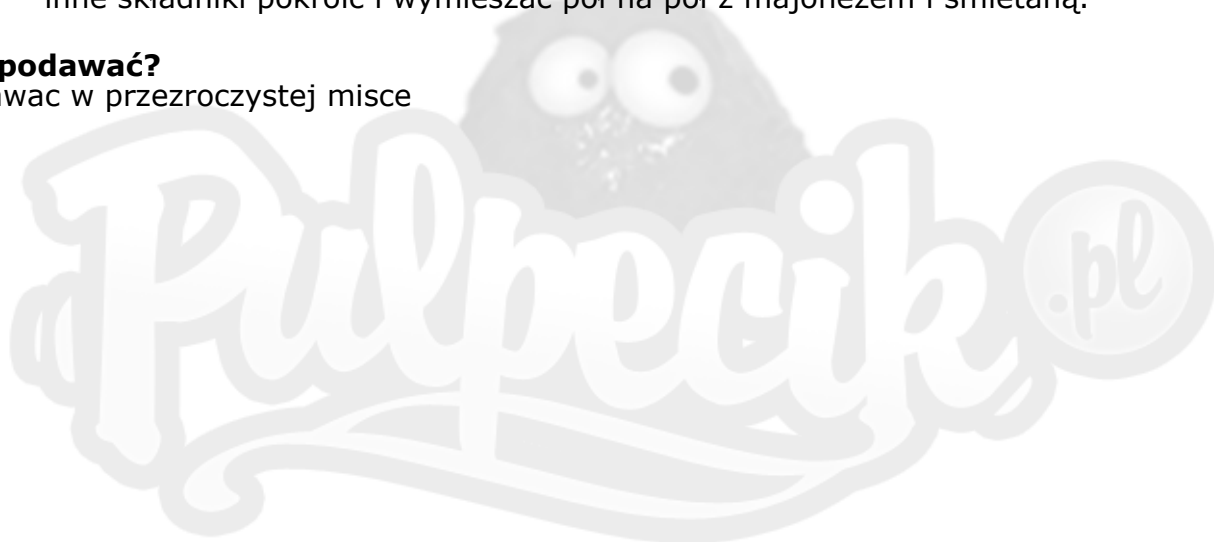 inne składniki pokroić i wymieszać pół na pół z majonezem i śmietaną.
podawać?
wac w przezroczystej misce
Pulpecik .pl